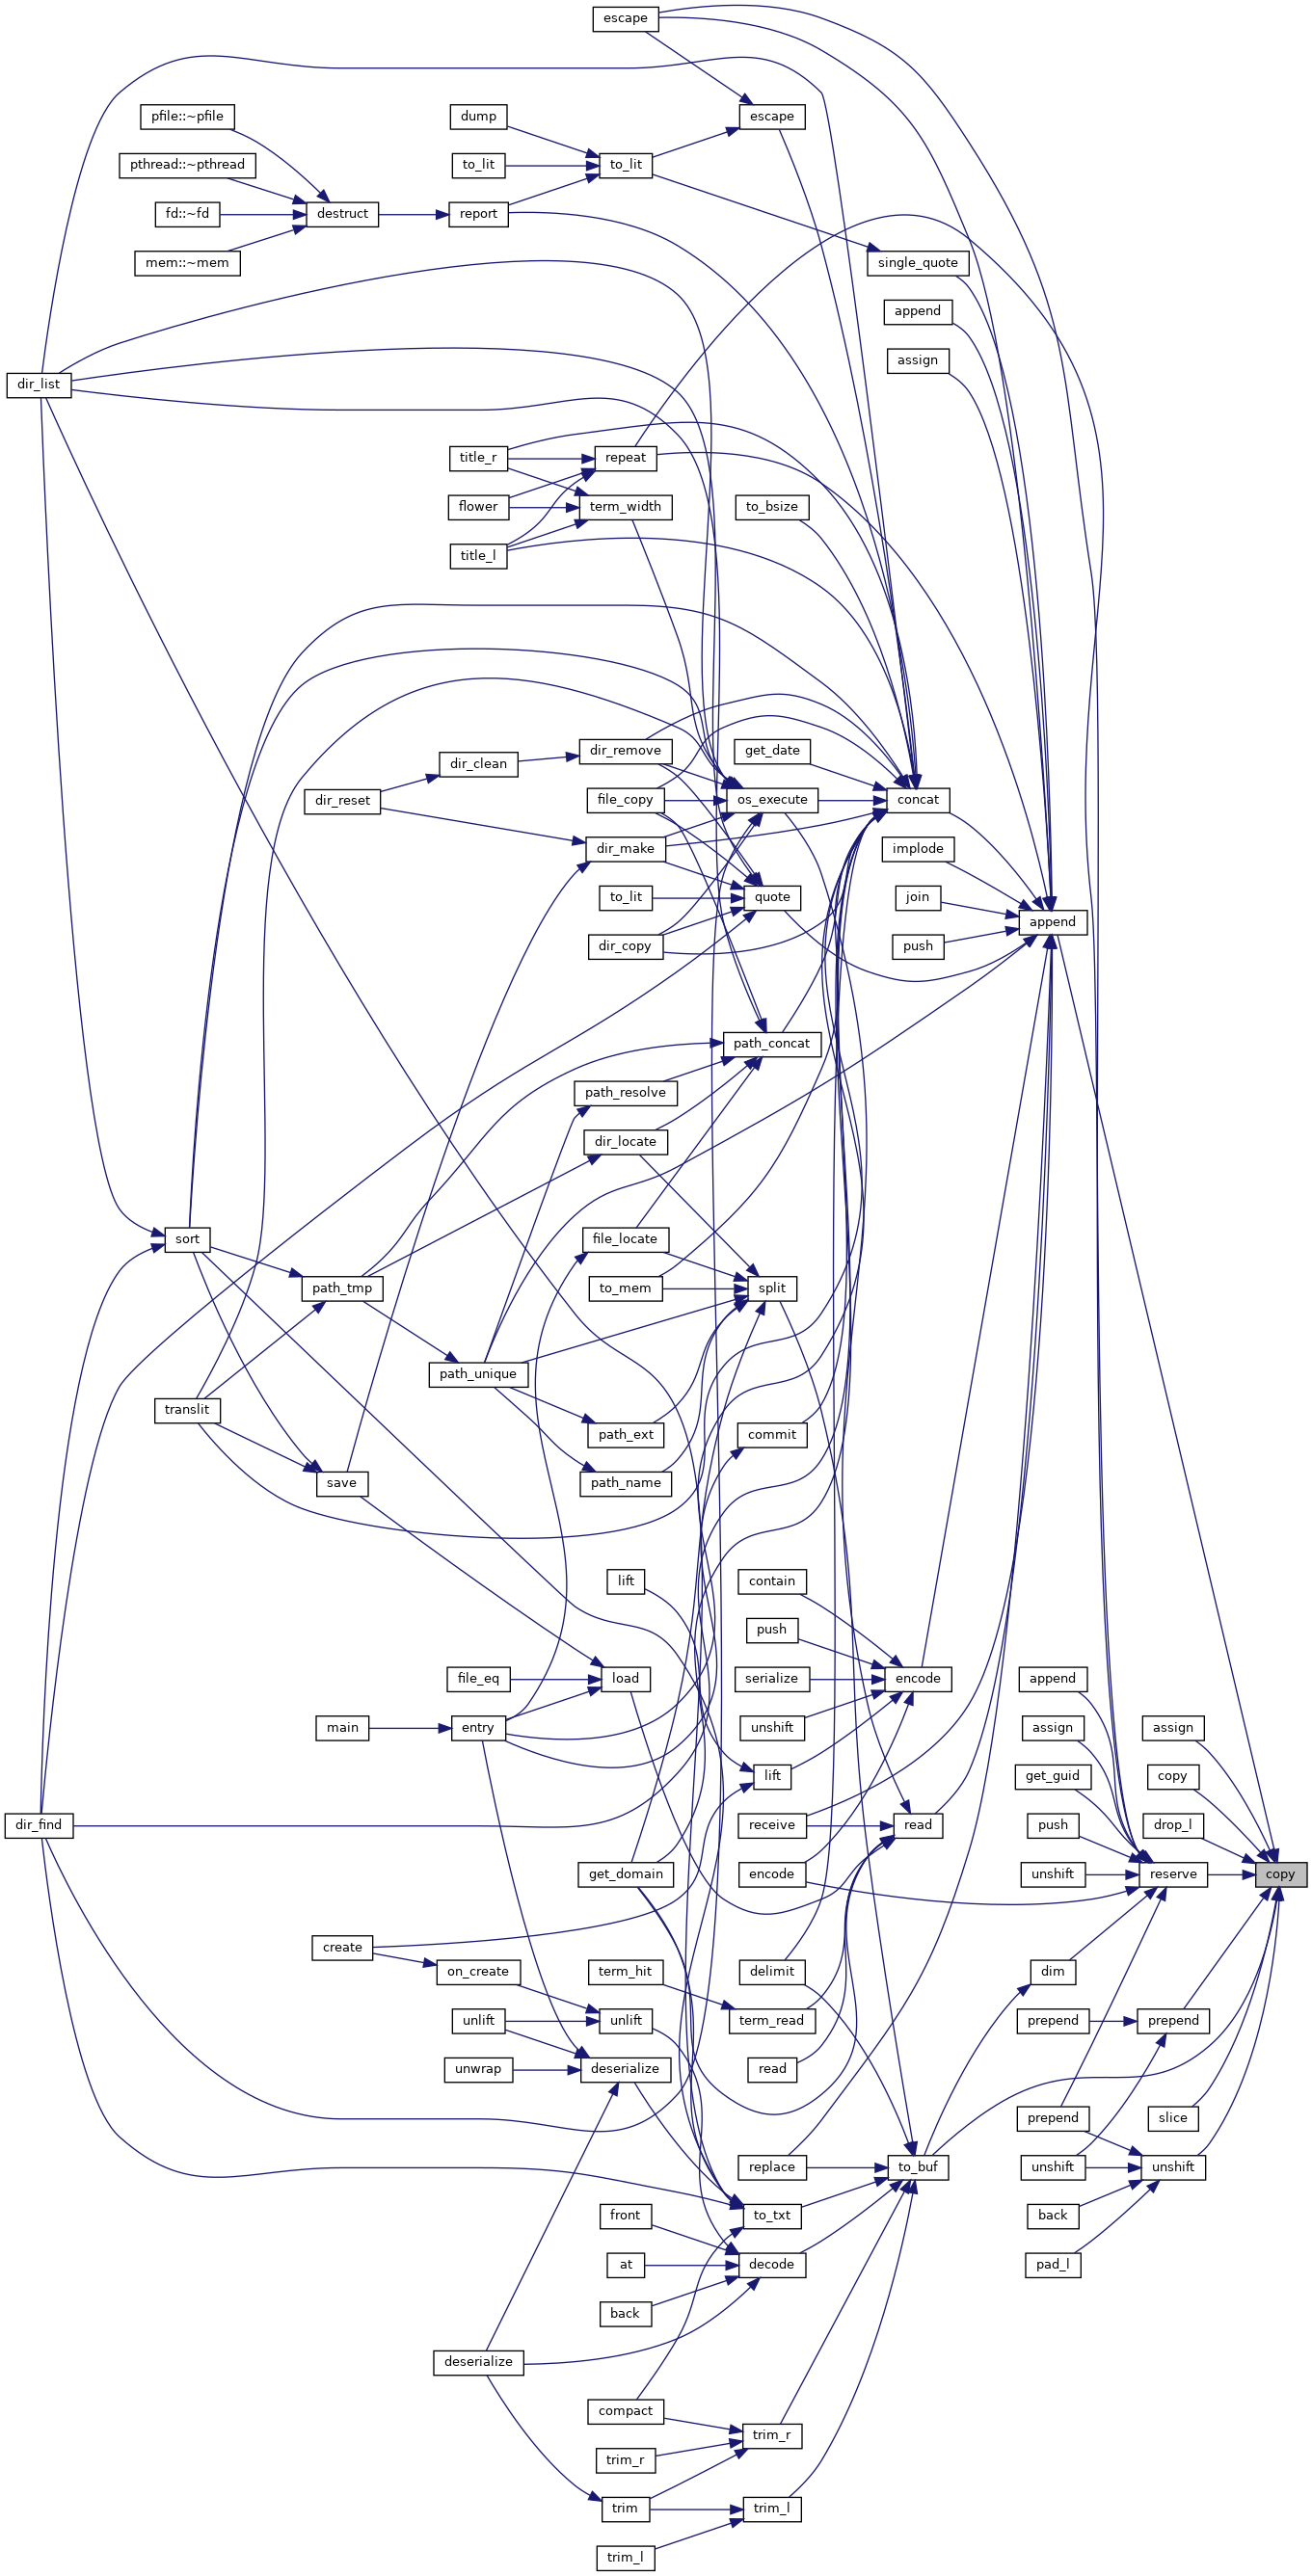 escape
pfile::~pfile
dump
escape
pthread::~pthread
to_lit
to_lit
fd::~fd
destruct
report
mem::~mem
single_quote
append
assign
dir_list
title_r
repeat
flower
term_width
to_bsize
title_l
dir_remove
get_date
dir_clean
dir_reset
file_copy
os_execute
concat
dir_make
implode
to_lit
quote
join
append
dir_copy
push
path_concat
path_resolve
dir_locate
sort
file_locate
path_tmp
to_mem
split
path_unique
translit
path_ext
commit
save
path_name
lift
contain
push
file_eq
load
serialize
encode
append
main
entry
unshift
assign
assign
lift
get_guid
copy
dir_find
receive
read
push
drop_l
get_domain
encode
unshift
reserve
copy
create
on_create
term_hit
delimit
dim
unlift
unlift
term_read
prepend
prepend
unwrap
deserialize
read
prepend
slice
replace
to_buf
unshift
unshift
front
to_txt
back
at
decode
pad_l
back
deserialize
compact
trim_r
trim_r
trim
trim_l
trim_l